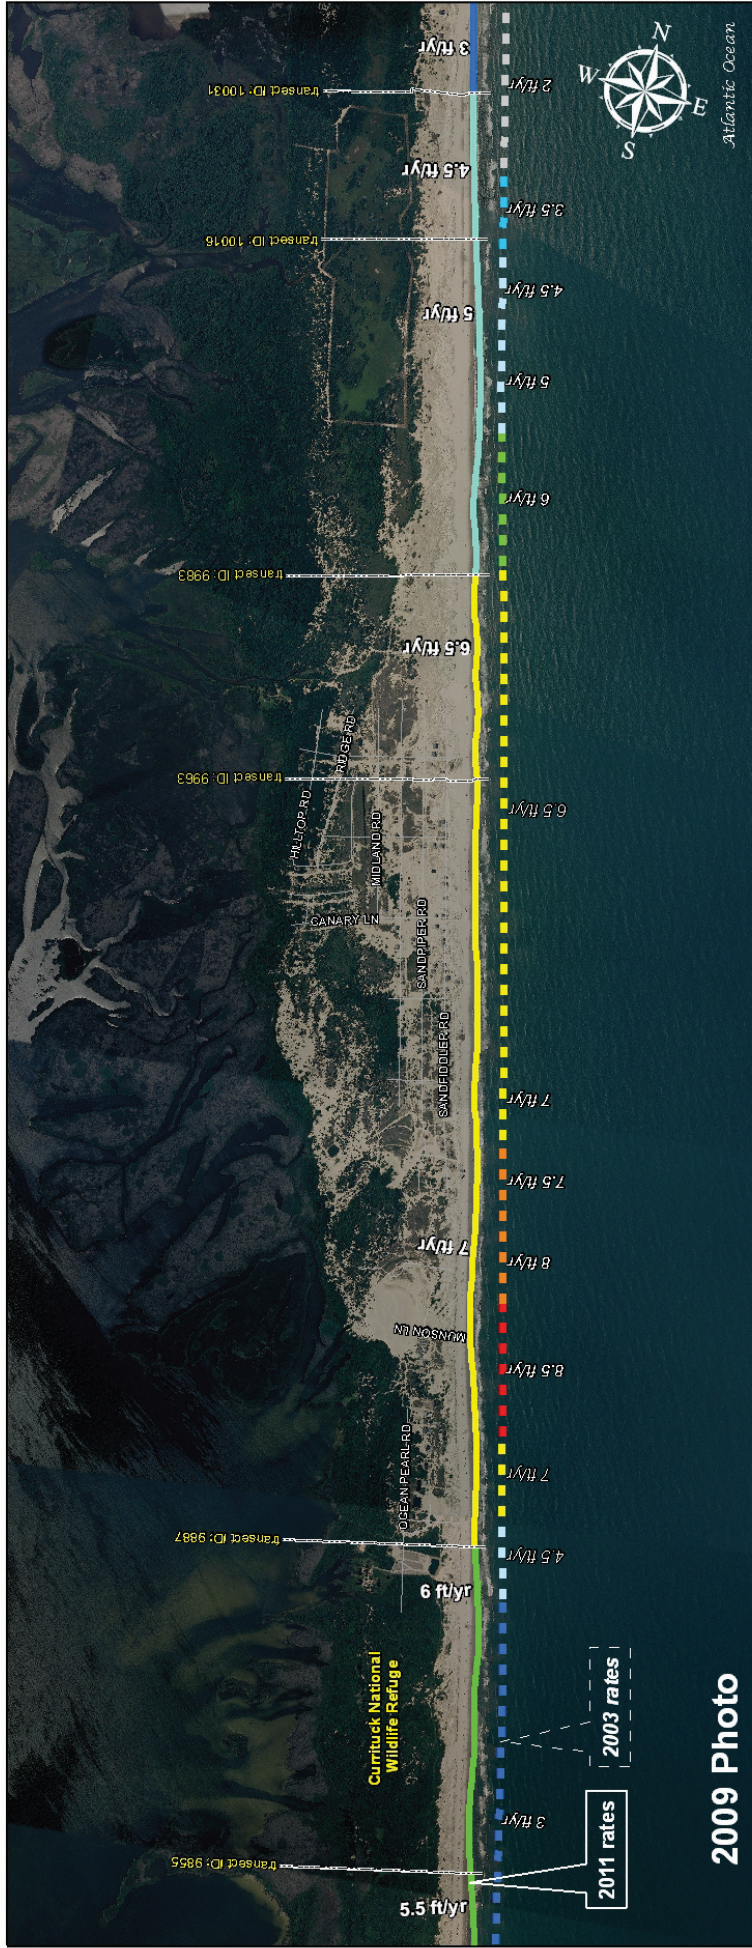 3 ft/yr
2 ft/yr
transect ID: 10031
4.5 ft/yr
3.5 ft/yr
transect ID: 10016
4.5 ft/yr
5 ft/yr
5 ft/yr
6 ft/yr
transect ID: 9983
6.5 ft/yr
RIDGE RD
transect ID: 9963
HILLTOP RD
MIDLAND RD
6.5 ft/yr
CANARY LN
SANDPIPER RD
SANDFIDDLER RD
7 ft/yr
7.5 ft/yr
7 ft/yr
8 ft/yr
MUNSON LN
8.5 ft/yr
OCEAN PEARL RD
7 ft/yr
transect ID: 9887
4.5 ft/yr
6 ft/yr
Currituck National
Wildlife Refuge
2003 rates
3 ft/yr
transect ID: 9855
2011 rates
5.5 ft/yr
2009 Photo
N
W
E
S
Atlantic Ocean